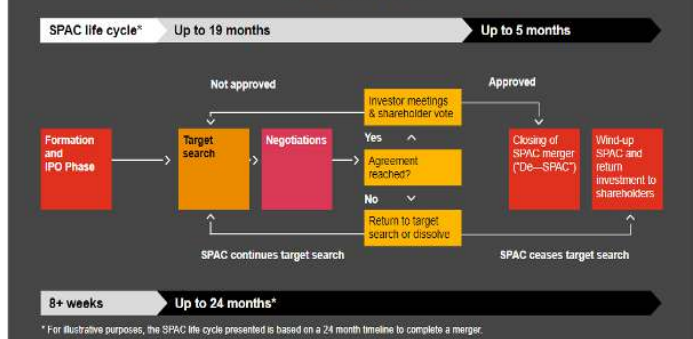 SPAC life cycle* Up to 19 months Up to 5 months
Not approved
Approved
Investor meetings
& shareholder vote
Formation
and
IPO Phase
Target
search
Negotiations
Yes
Agreement
reached?
No
Return to target
search or dissolve
Closing of
SPAC merger
("De—SPAC")
Wind-up
SPAC and
return
investment to
shareholders
SPAC continues target search
SPAC ceases target search
8+ weeks Up to 24 months*
* For illustrative purposes, the SPAC life cycle presented is based on a 24 month timeline to complete a merger.